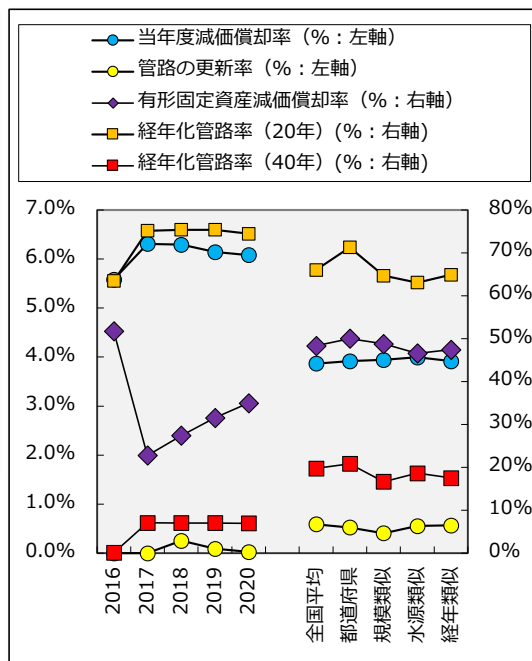 当年度減価償却率（%：左軸）
管路の更新率（%：左軸）
有形固定資産減価償却率（%：右軸）
経年化管路率（20年）(%：右軸)
経年化管路率（40年）(%：右軸)
7.0%
6.0%
5.0%
4.0%
3.0%
2.0%
1.0%
0.0%
80%
70%
60%
50%
40%
30%
20%
10%
0%
2016
2017
2018
2019
2020
全国平均
都道府県
規模類似
水源類似
経年類似